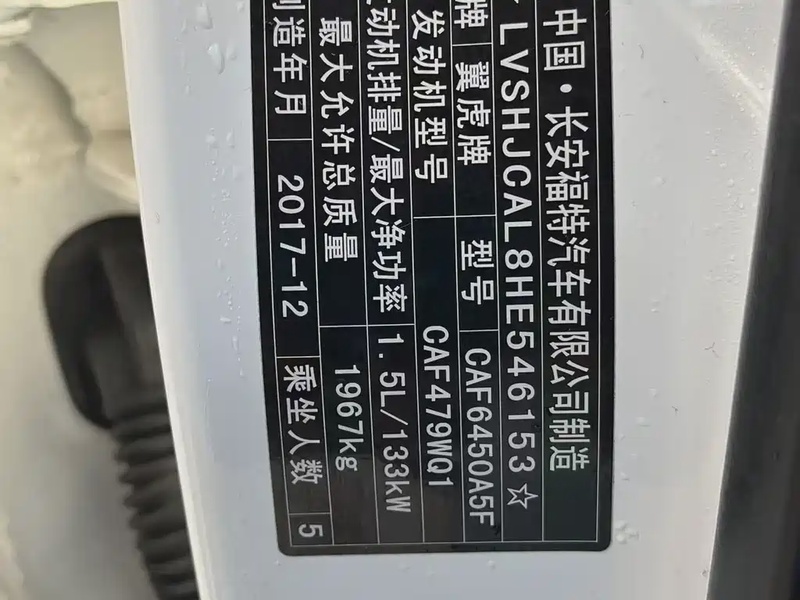 中国·长安福特汽车有限公司制造
LVSHJCAL8HE546153☆
牌 翼虎牌 型号 CAF6450A5F
发动机型号 CAF479WQ1
发动机排量/最大净功率 1.5L/133kW
最大允许总质量 1967kg
制造年月 2017-12 乘坐人数 5